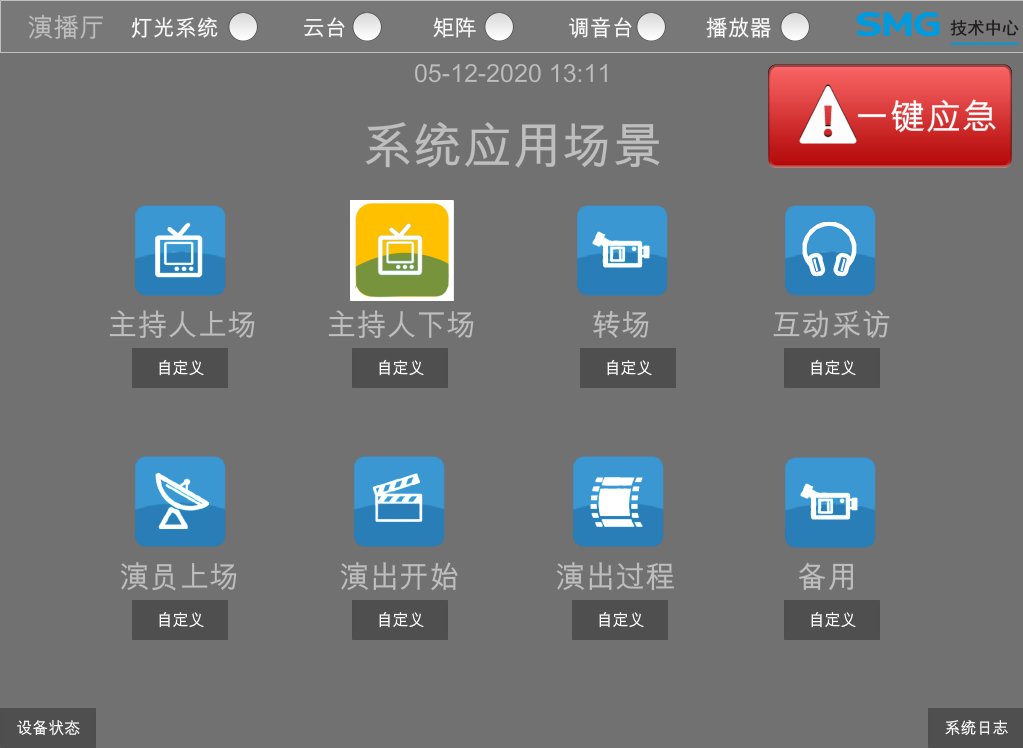 演播厅 灯光系统 云台 矩阵 调音台 播放器 SMG 技术中心
05-12-2020 13:11
一键应急
系统应用场景
主持人上场 主持人下场 转场 互动采访
自定义 自定义 自定义 自定义
演员上场 演出开始 演出过程 备用
自定义 自定义 自定义 自定义
设备状态 系统日志